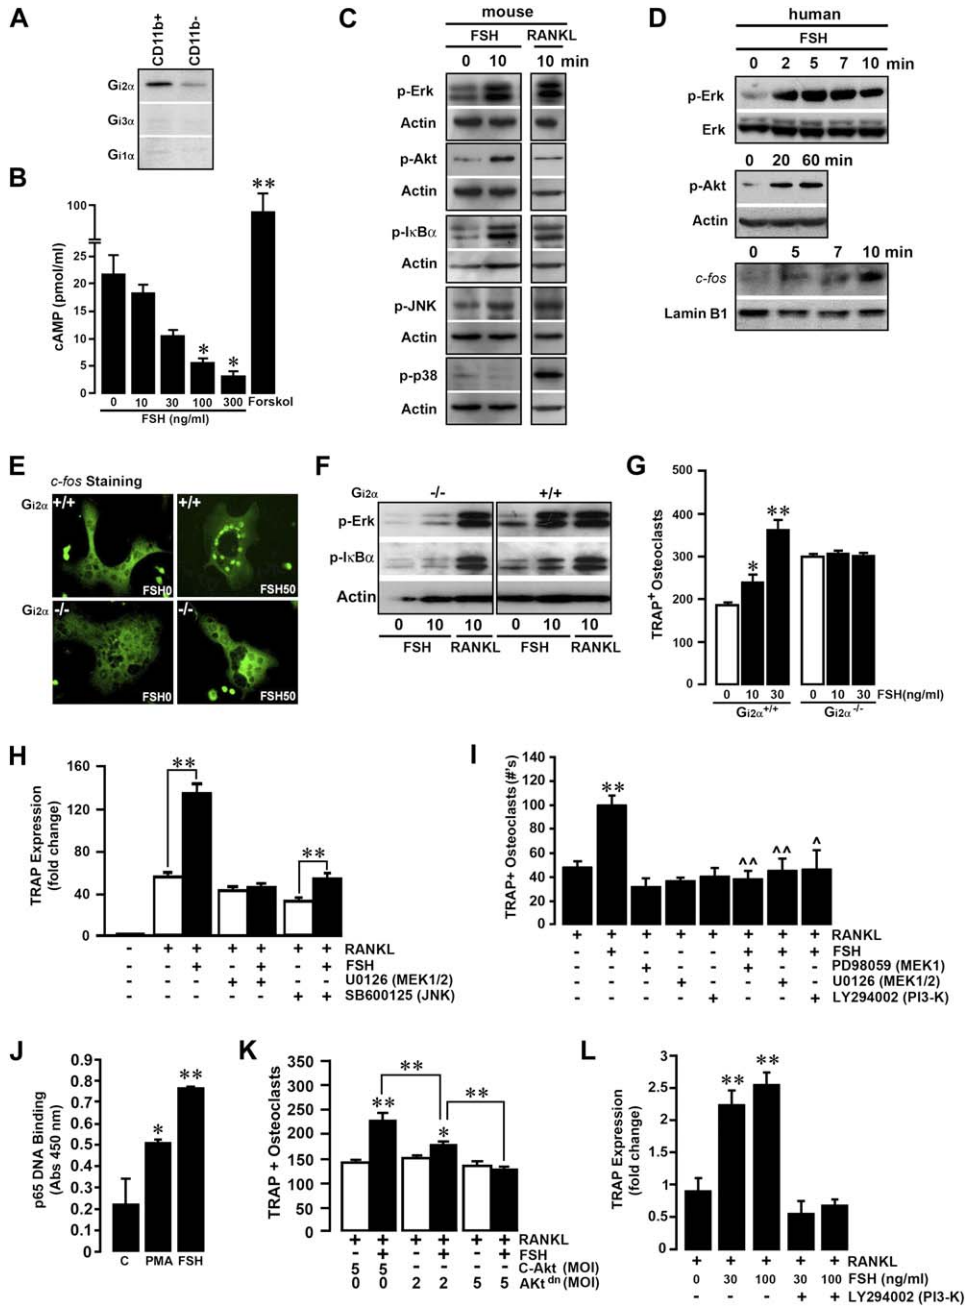 A
CD11b+ CD11b-
Gi2α
Gi3α
Gi1α
B
cAMP (pmol/ml)
100
25
20
15
10
5
0
** * *
0 10 30 100 300 Forskol
FSH (ng/ml)
C
mouse
FSH RANKL
0 10 10 min
p-Erk
Actin
p-Akt
Actin
p-IκBα
Actin
p-JNK
Actin
p-p38
Actin
D
human
FSH
0 2 5 7 10 min
p-Erk
Erk
0 20 60 min
p-Akt
Actin
0 5 7 10 min
c-fos
Lamin B1
E
c-fos Staining
Gi2α +/+ +/+
FSH0 FSH50
Gi2α -/- -/-
FSH0 FSH50
F
Gi2α -/- +/+
p-Erk
p-IκBα
Actin
0 10 10 0 10 10
FSH RANKL FSH RANKL
G
TRAP+ Osteoclasts
500
400
300
200
100
0
* **
0 10 30 0 10 30 FSH(ng/ml)
Gi2α+/+ Gi2α-/-
H
TRAP Expression
(fold change)
160
120
80
40
0
** **
- + + + + + + RANKL
- - + - + - + FSH
- - - + + - - U0126 (MEK1/2)
- - - - - + + SB600125 (JNK)
I
TRAP+ Osteoclasts (#'s)
140
120
100
80
60
40
20
0
** ^^ ^^ ^
+ + + + + + + + RANKL
- + - - - + + + FSH
- - + - - + - - PD98059 (MEK1)
- - - + - - + - U0126 (MEK1/2)
- - - - + - - + LY294002 (PI3-K)
J
p65 DNA Binding
(Abs 450 nm)
0.9
0.8
0.7
0.6
0.5
0.4
0.3
0.2
0.1
0
* **
C PMA FSH
K
TRAP + Osteoclasts
350
300
250
200
150
100
50
0
** ** ** *
+ + + + + + RANKL
- + - + - + FSH
5 5 - - - - C-Akt (MOI)
0 0 2 2 5 5 AKt dn (MOI)
L
TRAP Expression
(fold change)
3
2.5
2
1
0.5
0
** **
+ + + + + RANKL
0 30 100 30 100 FSH (ng/ml)
- - - + + LY294002 (PI3-K)